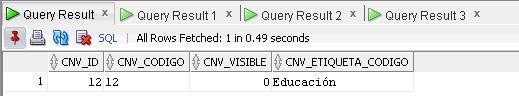 Query Result x Query Result 1 x Query Result 2 x Query Result 3 x
SQL | All Rows Fetched: 1 in 0.49 seconds
CNV_ID CNV_CODIGO CNV_VISIBLE CNV_ETIQUETA_CODIGO
1 12 12 0 Educación